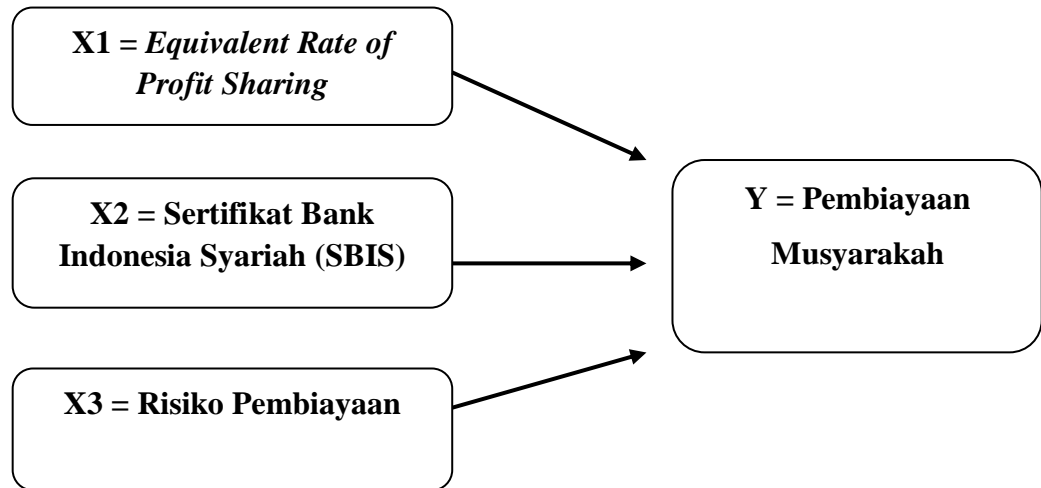 X1 = Equivalent Rate of
Profit Sharing
X2 = Sertifikat Bank
Indonesia Syariah (SBIS)
X3 = Risiko Pembiayaan
Y = Pembiayaan
Musyarakah